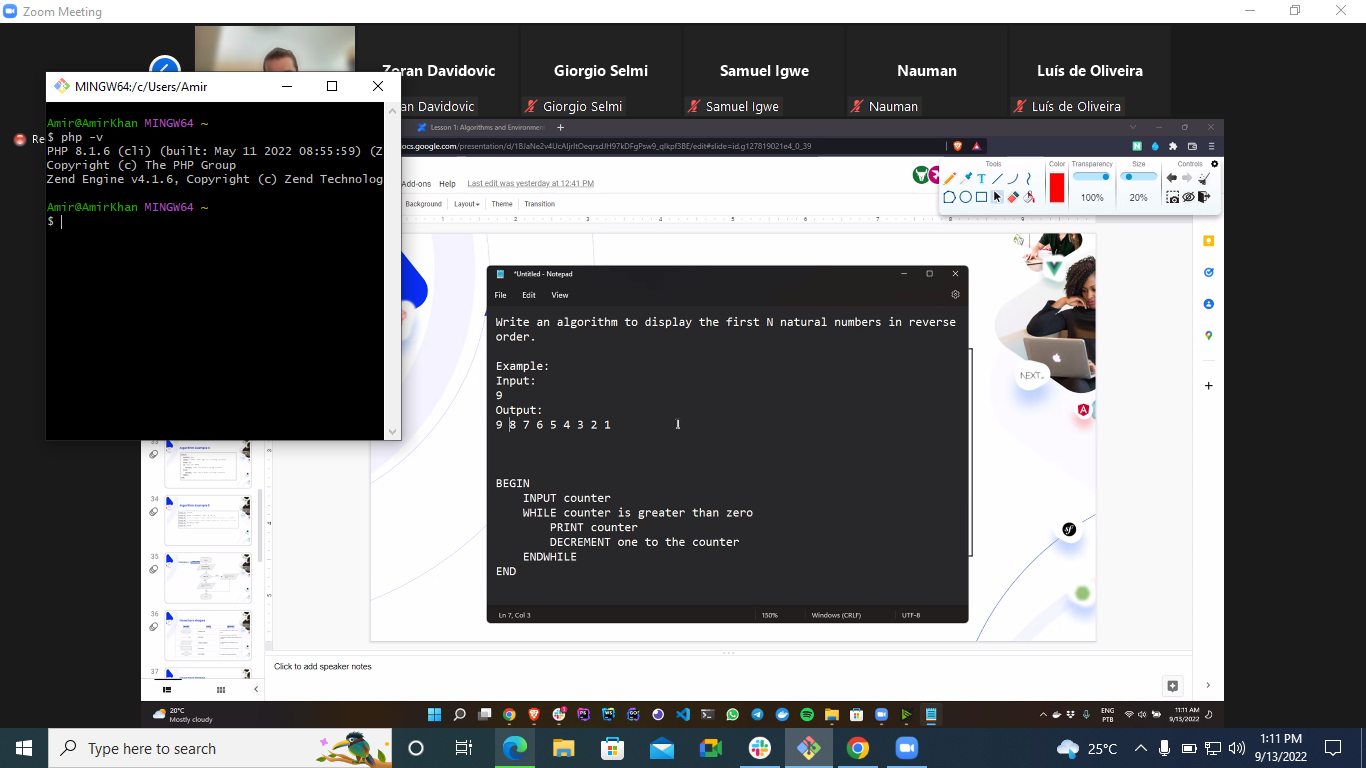 Zoom Meeting
Zoran Davidovic
Giorgio Selmi
Samuel Igwe
Nauman
Luís de Oliveira
an Davidovic
Giorgio Selmi
Samuel Igwe
Nauman
Luís de Oliveira
MINGW64:/c/Users/Amir
Re
Amir@AmirKhan MINGW64 ~
$ php -v
PHP 8.1.6 (cli) (built: May 11 2022 08:55:59) (Z
Copyright (c) The PHP Group
Zend Engine v4.1.6, Copyright (c) Zend Technolog
Amir@AmirKhan MINGW64 ~
$
Lesson 1: Algorithms and Environmen
Add-ons Help Last edit was yesterday at 12:41 PM
Background Layout Theme Transition
Tools Color Transparency Size Controls
100% 20%
*Untitled - Notepad
File Edit View
Write an algorithm to display the first N natural numbers in reverse
order.
Example:
Input:
9
Output:
9 8 7 6 5 4 3 2 1
BEGIN
INPUT counter
WHILE counter is greater than zero
PRINT counter
DECREMENT one to the counter
ENDWHILE
END
Ln 7, Col 3 150% Windows (CRLF) UTF-8
NEXT
34
35
36
37
Click to add speaker notes
20°C
Mostly cloudy
ENG
PTB
11:11 AM
9/13/2022
Type here to search
25°C
1:11 PM
9/13/2022